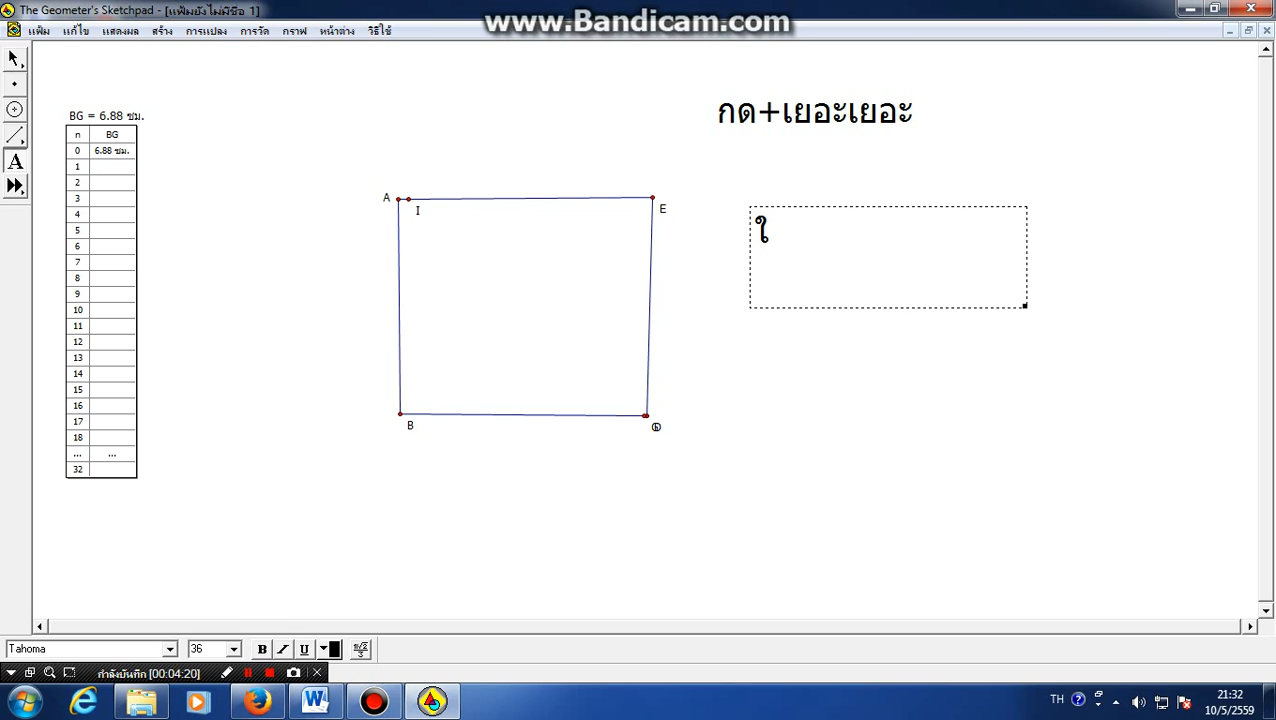 The Geometer's Sketchpad - [แฟ้มยังไม่มีชื่อ 1]
www.Bandicam.com
แฟ้ม แก้ไข แสดงผล สร้าง การแปลง การวัด กราฟ หน้าต่าง วิธีใช้
กด+เยอะเยอะ
BG = 6.88 ซม.
n BG
0 6.88 ซม.
1
2
3
4
5
6
7
8
9
10
11
12
13
14
15
16
17
18
... ...
32
A
I
E
B
ใ
A
Tahoma 36 B I U
กำลังบันทึก [00:04:20]
TH
21:32
10/5/2559